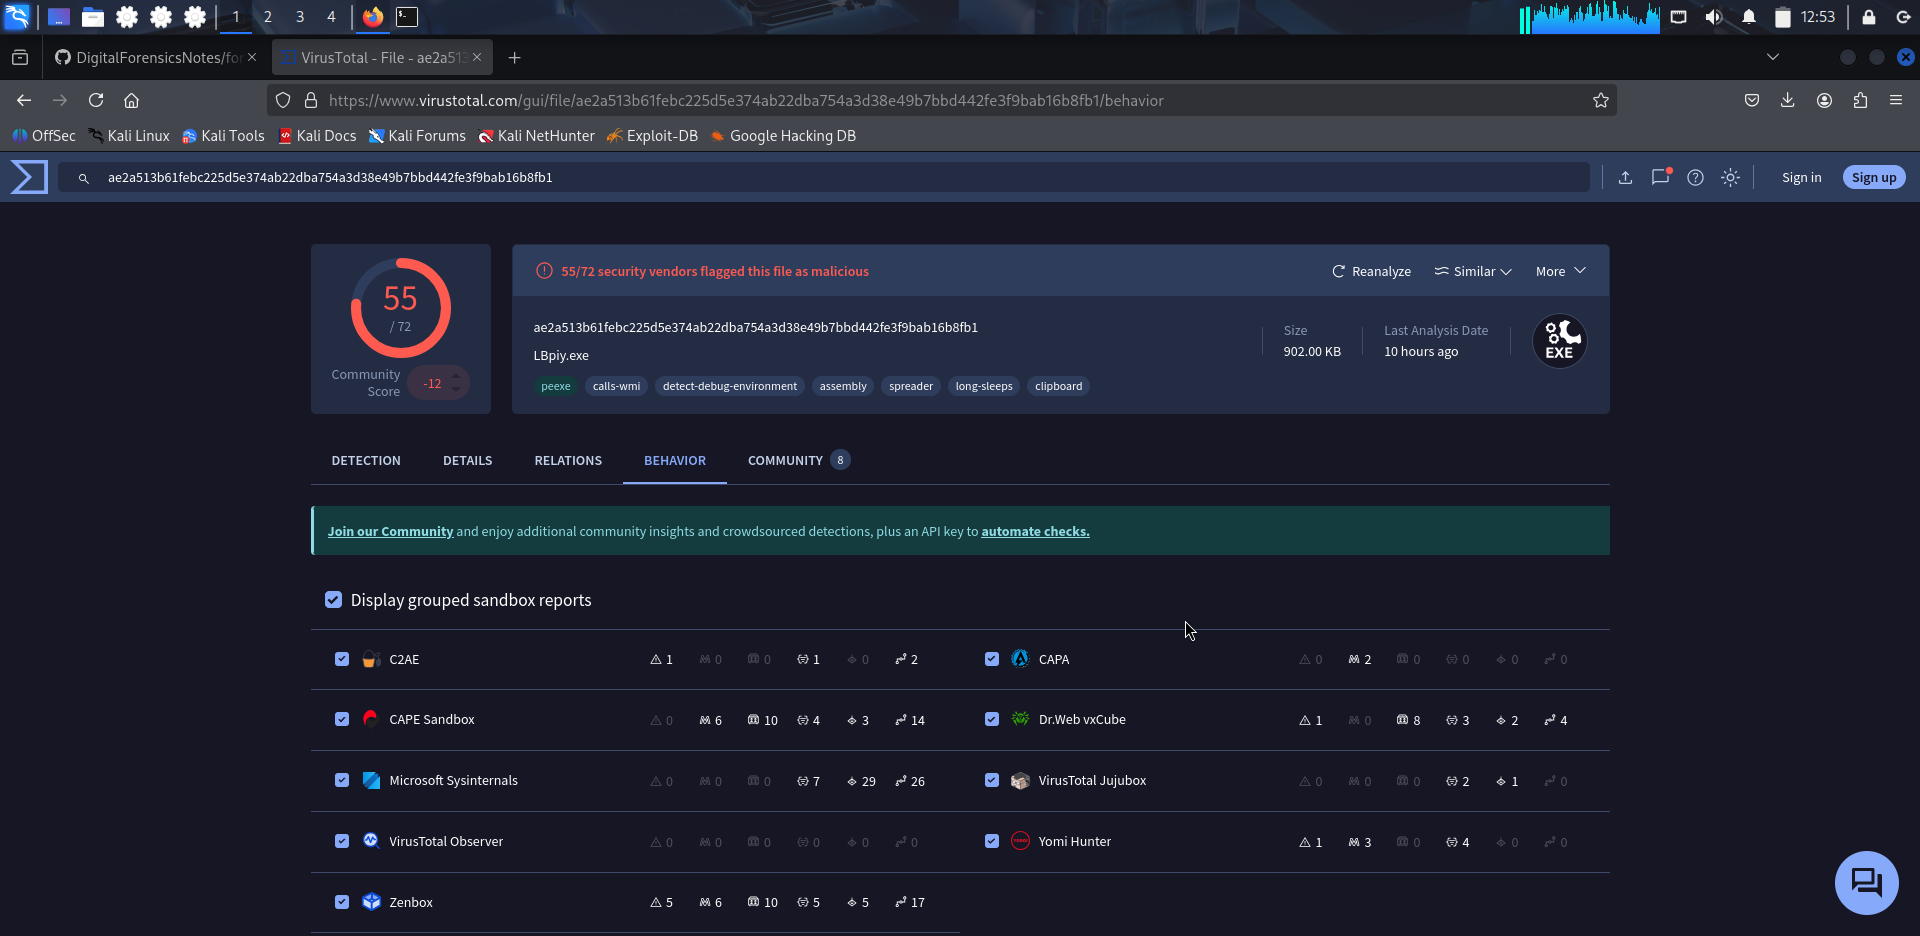 1 2 3 4 12:53
DigitalForensicsNotes/for VirusTotal - File - ae2a513
https://www.virustotal.com/gui/file/ae2a513b61febc225d5e374ab22dba754a3d38e49b7bbd442fe3f9bab16b8fb1/behavior
OffSec Kali Linux Kali Tools Kali Docs Kali Forums Kali NetHunter Exploit-DB Google Hacking DB
ae2a513b61febc225d5e374ab22dba754a3d38e49b7bbd442fe3f9bab16b8fb1 Sign in Sign up
55
/ 72
Community
Score
-12
55/72 security vendors flagged this file as malicious Reanalyze Similar More
ae2a513b61febc225d5e374ab22dba754a3d38e49b7bbd442fe3f9bab16b8fb1
LBpiy.exe
Size
902.00 KB
Last Analysis Date
10 hours ago
EXE
peexe calls-wmi detect-debug-environment assembly spreader long-sleeps clipboard
DETECTION DETAILS RELATIONS BEHAVIOR COMMUNITY 8
Join our Community and enjoy additional community insights and crowdsourced detections, plus an API key to automate checks.
Display grouped sandbox reports
C2AE 1 0 0 1 0 2 CAPA 0 2 0 0 0 0
CAPE Sandbox 0 6 10 4 3 14 Dr.Web vxCube 1 0 8 3 2 4
Microsoft Sysinternals 0 0 0 7 29 26 VirusTotal Jujubox 0 0 0 2 1 0
VirusTotal Observer 0 0 0 0 0 0 Yomi Hunter 1 3 0 4 0 0
Zenbox 5 6 10 5 5 17